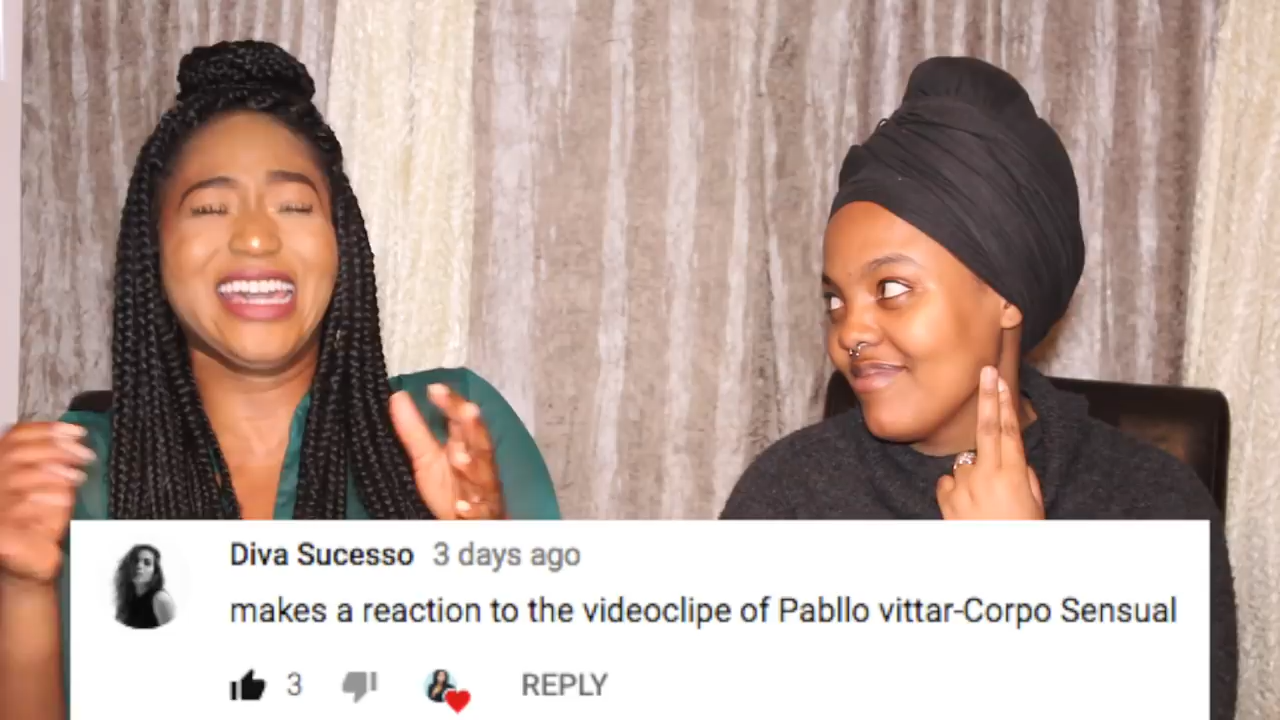 Diva Sucesso 3 days ago
makes a reaction to the videoclipe of Pabllo vittar-Corpo Sensual
3 REPLY